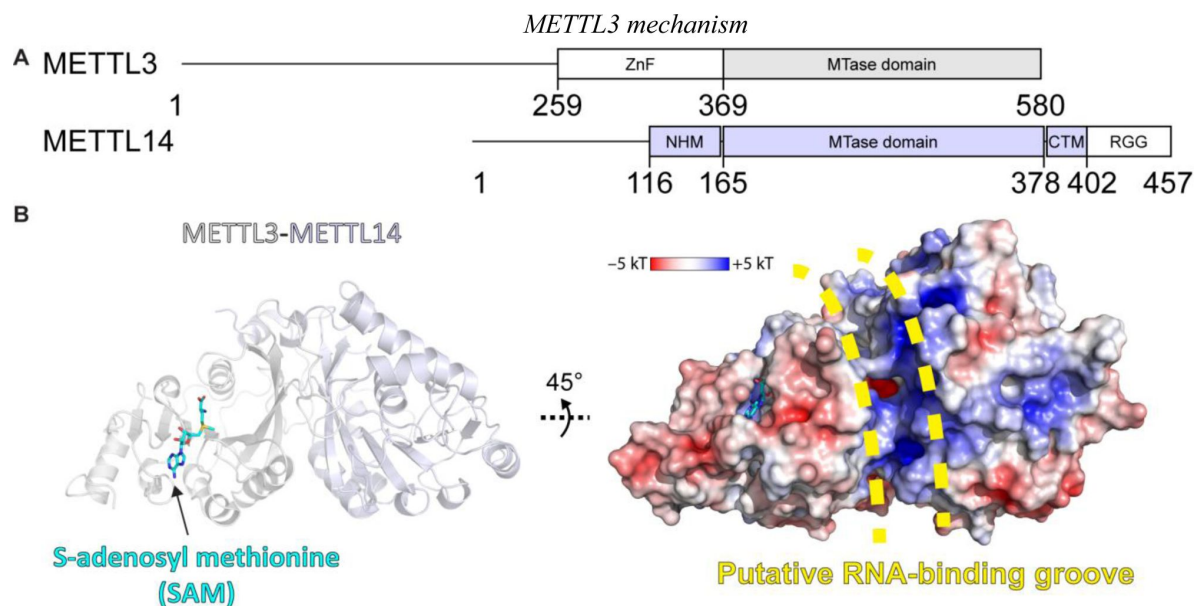 METTL3 mechanism
A METTL3 ZnF MTase domain
1 259 369 580
METTL14 NHM MTase domain CTM RGG
1 116 165 378 402 457
B
METTL3-METTL14
−5 kT +5 kT
45°
S-adenosyl methionine
(SAM)
Putative RNA-binding groove